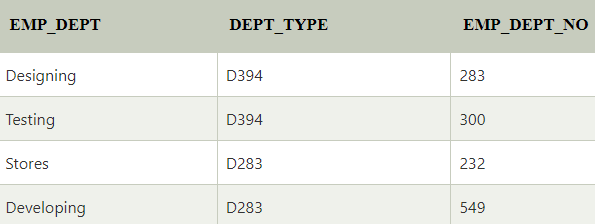 EMP_DEPT DEPT_TYPE EMP_DEPT_NO
Designing D394 283
Testing D394 300
Stores D283 232
Developing D283 549